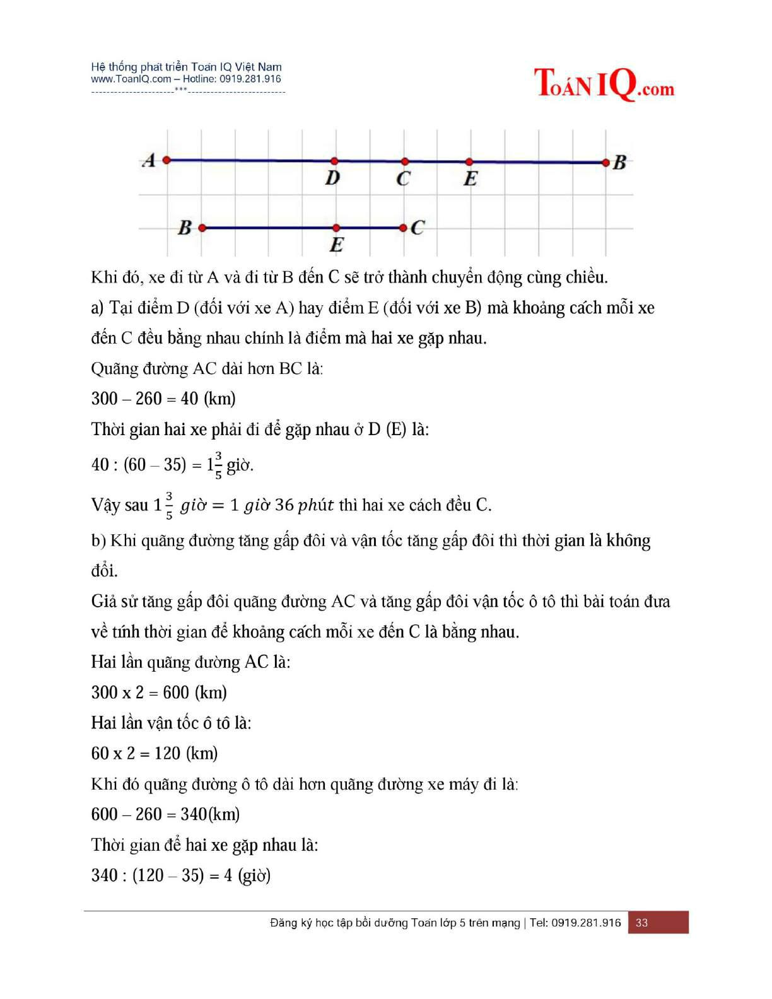 Hệ thống phát triển Toán IQ Việt Nam
www.ToanIQ.com – Hotline: 0919.281.916
----------------------***--------------------------
TOÁN IQ.com
A D C E B
B E C
Khi đó, xe đi từ A và đi từ B đến C sẽ trở thành chuyển động cùng chiều.
a) Tại điểm D (đối với xe A) hay điểm E (đối với xe B) mà khoảng cách mỗi xe
đến C đều bằng nhau chính là điểm mà hai xe gặp nhau.
Quãng đường AC dài hơn BC là:
300 – 260 = 40 (km)
Thời gian hai xe phải đi để gặp nhau ở D (E) là:
40 : (60 – 35) = 1 3/5 giờ.
Vậy sau 1 3/5 giờ = 1 giờ 36 phút thì hai xe cách đều C.
b) Khi quãng đường tăng gấp đôi và vận tốc tăng gấp đôi thì thời gian là không
đổi.
Giả sử tăng gấp đôi quãng đường AC và tăng gấp đôi vận tốc ô tô thì bài toán đưa
về tính thời gian để khoảng cách mỗi xe đến C là bằng nhau.
Hai lần quãng đường AC là:
300 x 2 = 600 (km)
Hai lần vận tốc ô tô là:
60 x 2 = 120 (km)
Khi đó quãng đường ô tô dài hơn quãng đường xe máy đi là:
600 – 260 = 340(km)
Thời gian để hai xe gặp nhau là:
340 : (120 – 35) = 4 (giờ)
Đăng ký học tập bồi dưỡng Toán lớp 5 trên mạng | Tel: 0919.281.916 33